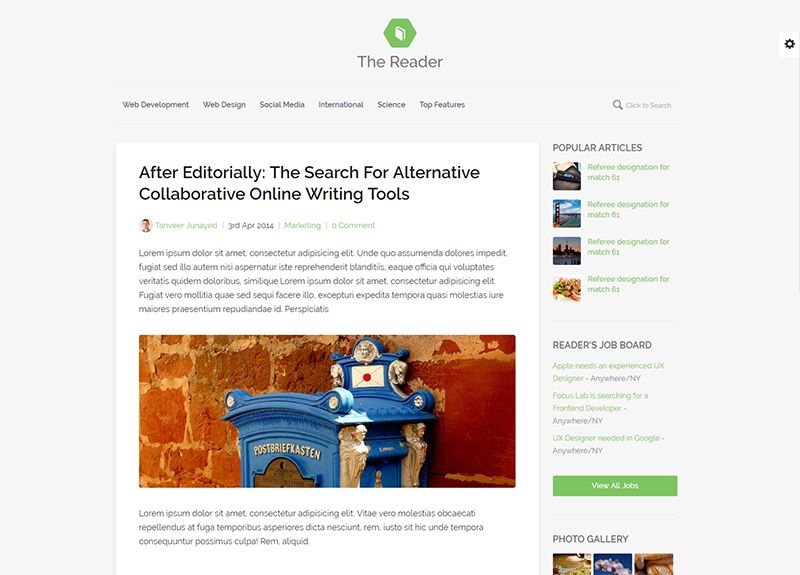 The Reader
Web Development Web Design Social Media International Science Top Features
Click to Search
After Editorially: The Search For Alternative
Collaborative Online Writing Tools
Tanveer Junayed | 3rd Apr 2014 | Marketing | 0 Comment
Lorem ipsum dolor sit amet, consectetur adipisicing elit. Unde quo assumenda dolores impedit,
fugiat sed illo autem nisi aspernatur iste reprehenderit blanditiis, eaque officia qui voluptates
veritatis quidem doloribus, similique.Lorem ipsum dolor sit amet, consectetur adipisicing elit.
Fugiat vero mollitia quae sed sequi facere illo, excepturi expedita tempora quasi molestias iure
maiores praesentium repudiandae id. Perspiciatis
POSTBRIEFKASTEN
Lorem ipsum dolor sit amet, consectetur adipisicing elit. Vitae vero molestias obcaecati
repellendus at fuga temporibus asperiores dicta nesciunt, rem, iusto sit hic unde tempora
consequuntur possimus culpa! Rem, aliquid.
POPULAR ARTICLES
Referee designation for
match 61
Referee designation for
match 61
Referee designation for
match 61
Referee designation for
match 61
READER'S JOB BOARD
Apple needs an experienced UX
Designer - Anywhere/NY
Focus Lab is searching for a
Frontend Developer -
Anywhere/NY
UX Designer needed in Google -
Anywhere/NY
View All Jobs
PHOTO GALLERY